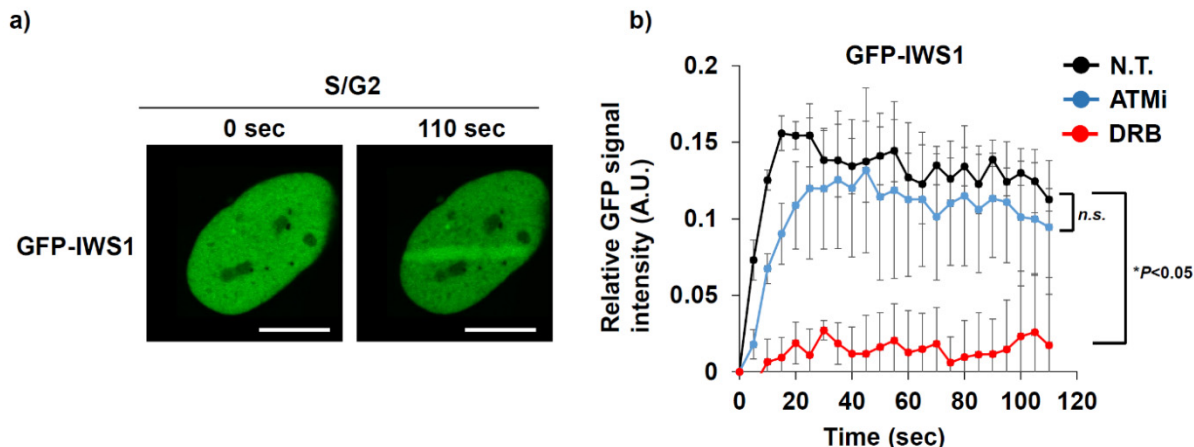 a)
S/G2
0 sec
110 sec
GFP-IWS1
b)
GFP-IWS1
N.T.
ATMi
DRB
Relative GFP signal
intensity (A.U.)
0.2
0.15
0.1
0.05
0
n.s.
*P<0.05
0 20 40 60 80 100 120
Time (sec)